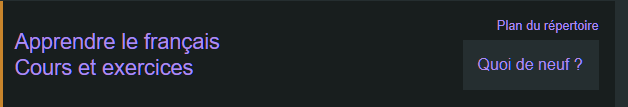 Apprendre le français
Cours et exercices
Plan du répertoire
Quoi de neuf ?